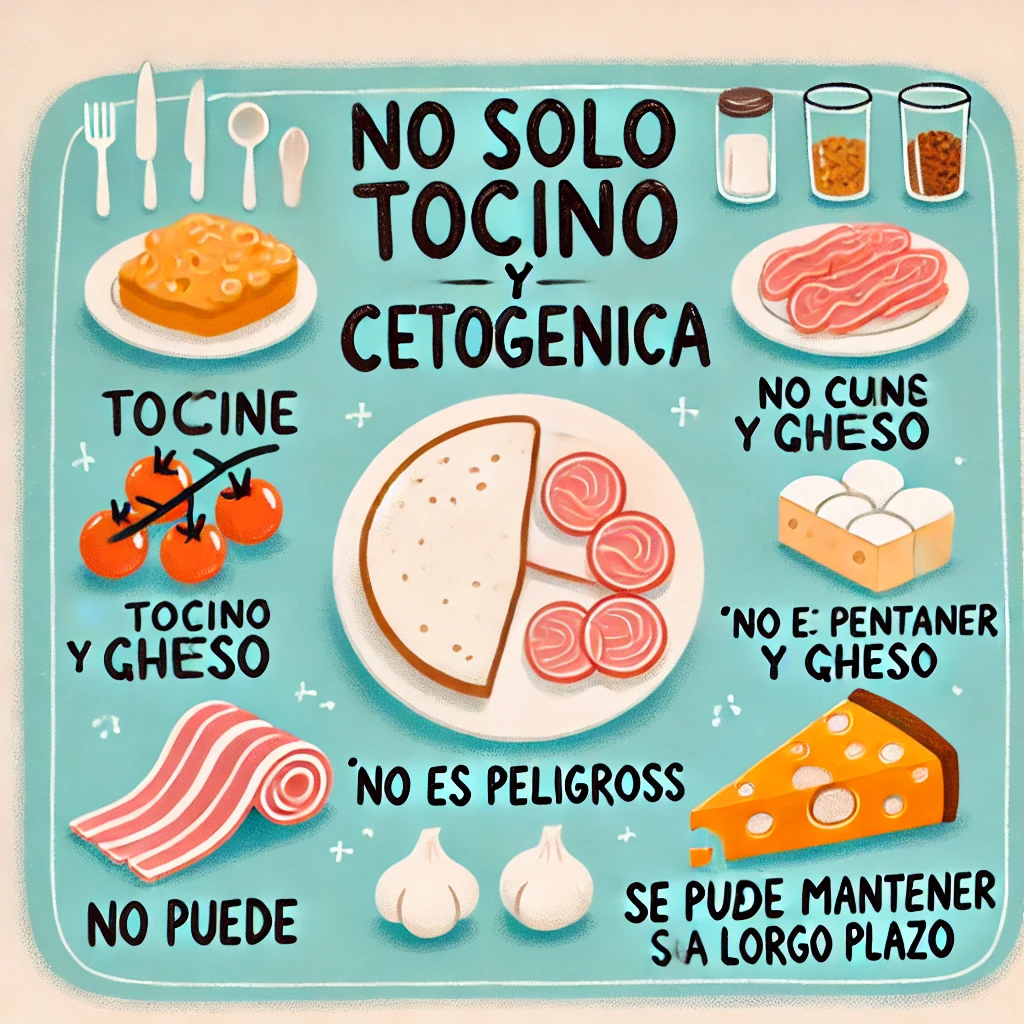 NO SOLO
TOCINO
Y
CETOGENICA
TOCINE
NO CUNE
Y GHESO
TOCINO
Y GHESO
"NO E: PENTANER
Y GHESO
"NO ES PELIGROSS
NO PUEDE
SE PUDE MANTENER
S A LORGO PLAZO